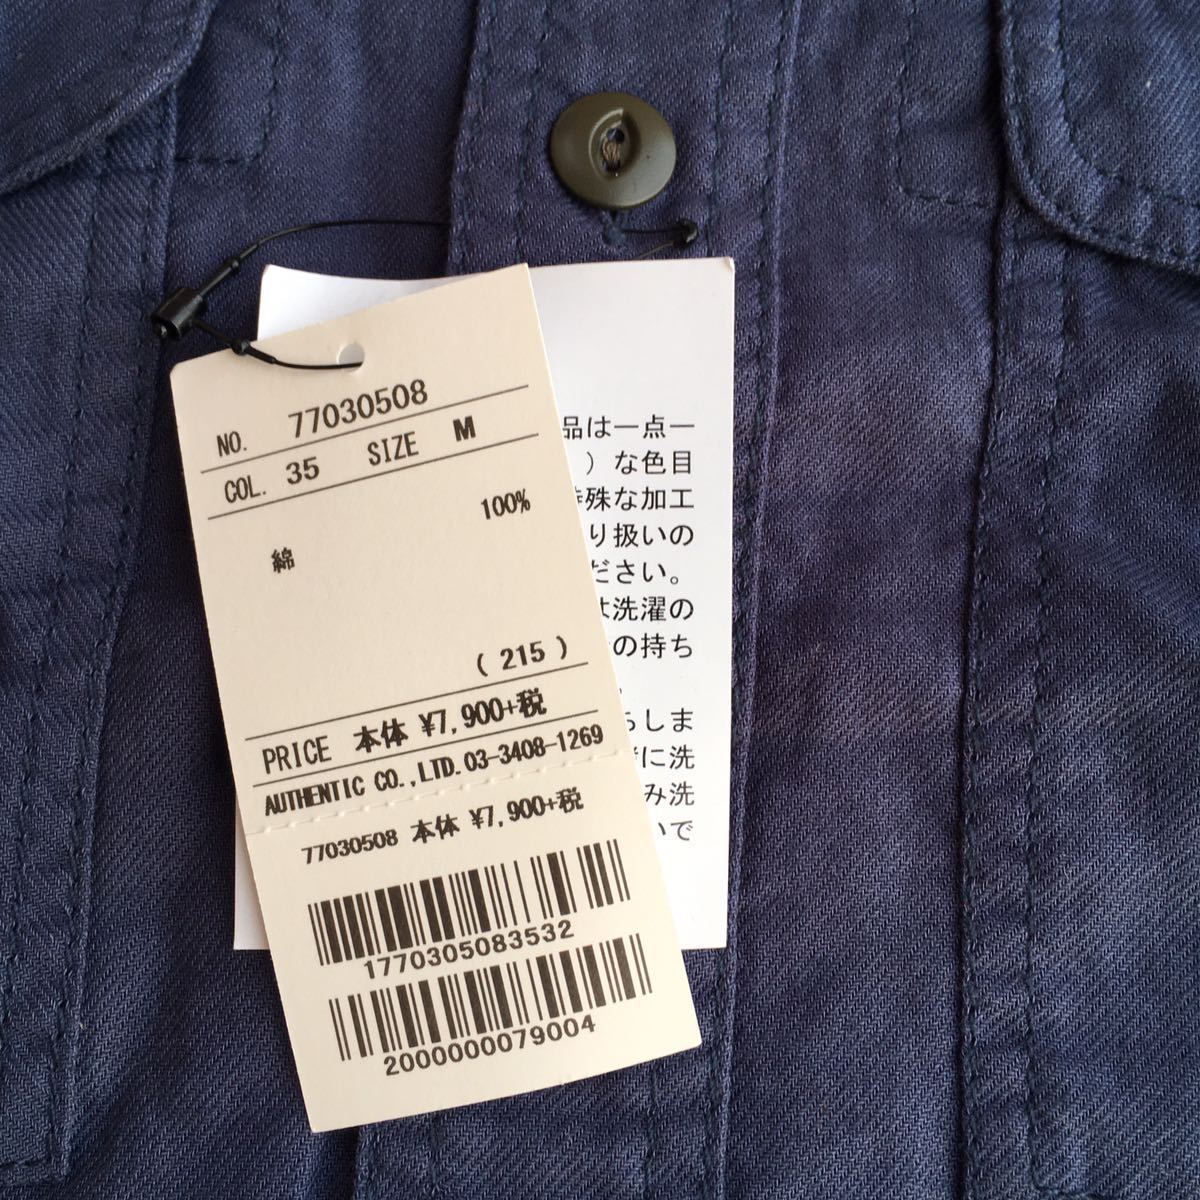 NO. 77030508
COL. 35 SIZE M
100%
綿
( 215 )
PRICE 本体 ¥7,900+税
AUTHENTIC CO.,LTD. 03-3408-1269
77030508 本体 ¥7,900+税
1770305083532
2000000079004
品は一点一
）な色目
殊な加工
り扱いの
ださい。
は洗濯の
の持ち
らしま
に洗
み洗
いで